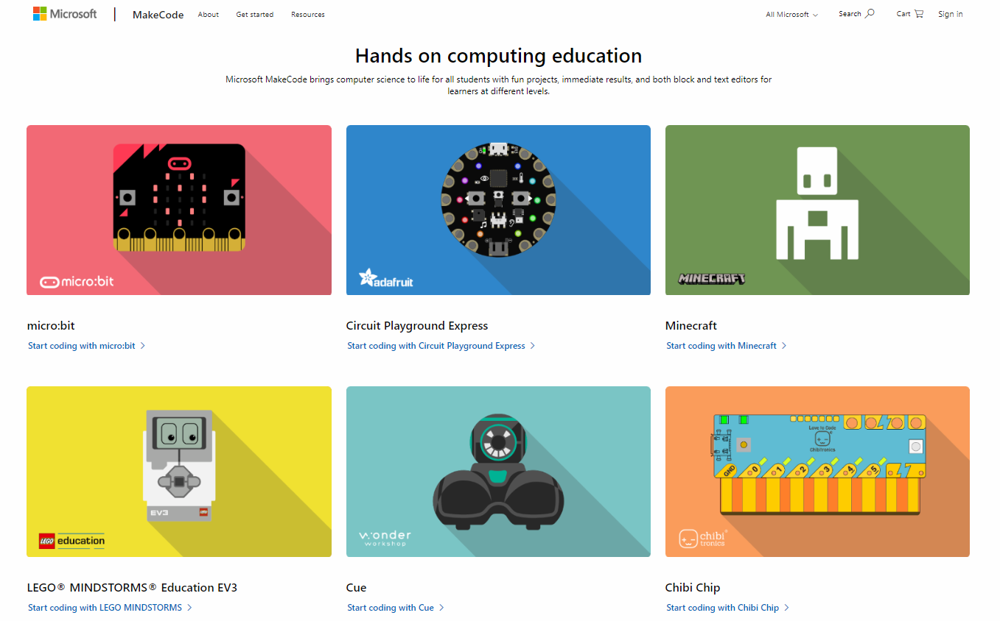 Microsoft | MakeCode About Get started Resources All Microsoft Search Cart Sign in
Hands on computing education
Microsoft MakeCode brings computer science to life for all students with fun projects, immediate results, and both block and text editors for
learners at different levels.
micro:bit
adafruit
MINECRAFT
micro:bit
Circuit Playground Express
Minecraft
Start coding with micro:bit
Start coding with Circuit Playground Express
Start coding with Minecraft
EV3
LEGO
LEGO education
wonder
workshop
Love to Code
Chibitronics
GND 0 1 2 3 4 5
chibi
tronics
LEGO® MINDSTORMS® Education EV3
Cue
Chibi Chip
Start coding with LEGO MINDSTORMS
Start coding with Cue
Start coding with Chibi Chip